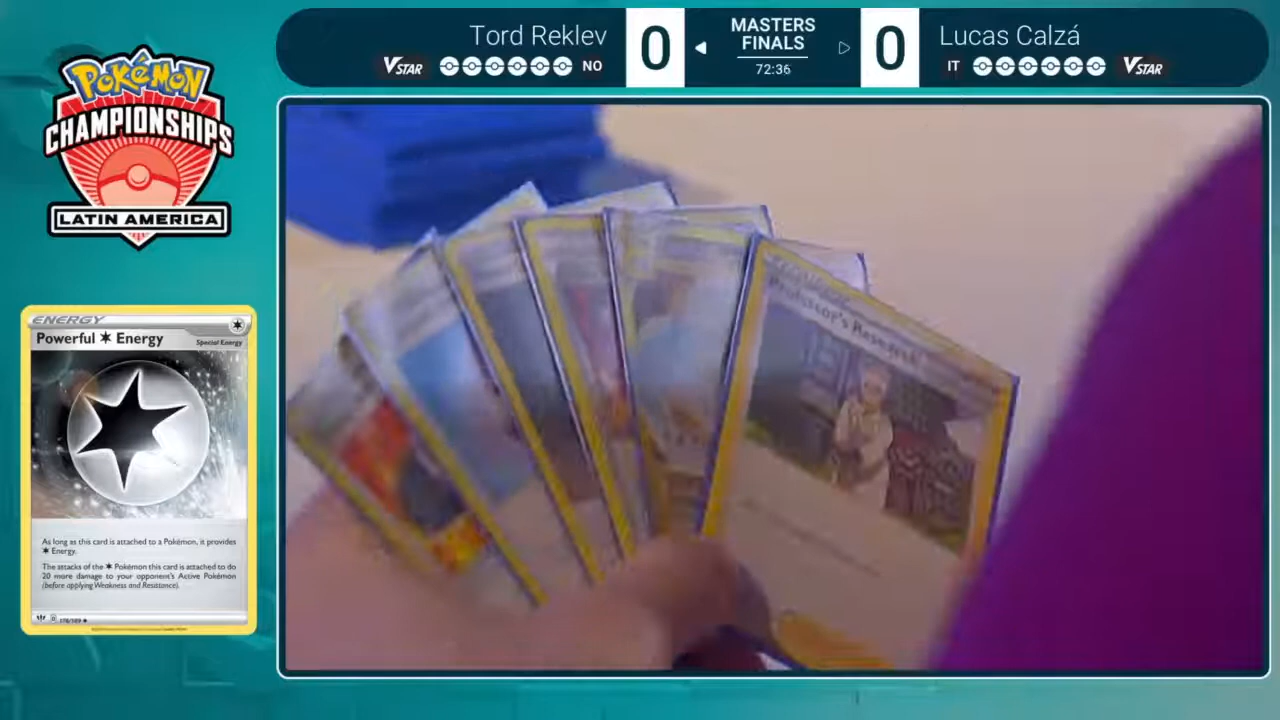 Pokémon
CHAMPIONSHIPS
LATIN AMERICA
Tord Reklev
VSTAR
NO
0
MASTERS
FINALS
72:36
0
Lucas Calzá
IT
VSTAR
ENERGY
Powerful Energy
Special Energy
As long as this card is attached to a Pokémon, it provides
Energy.
The attacks of the Pokémon this card is attached to do
20 more damage to your opponent's Active Pokémon
(before applying Weakness and Resistance).
176/189
Professor's Research